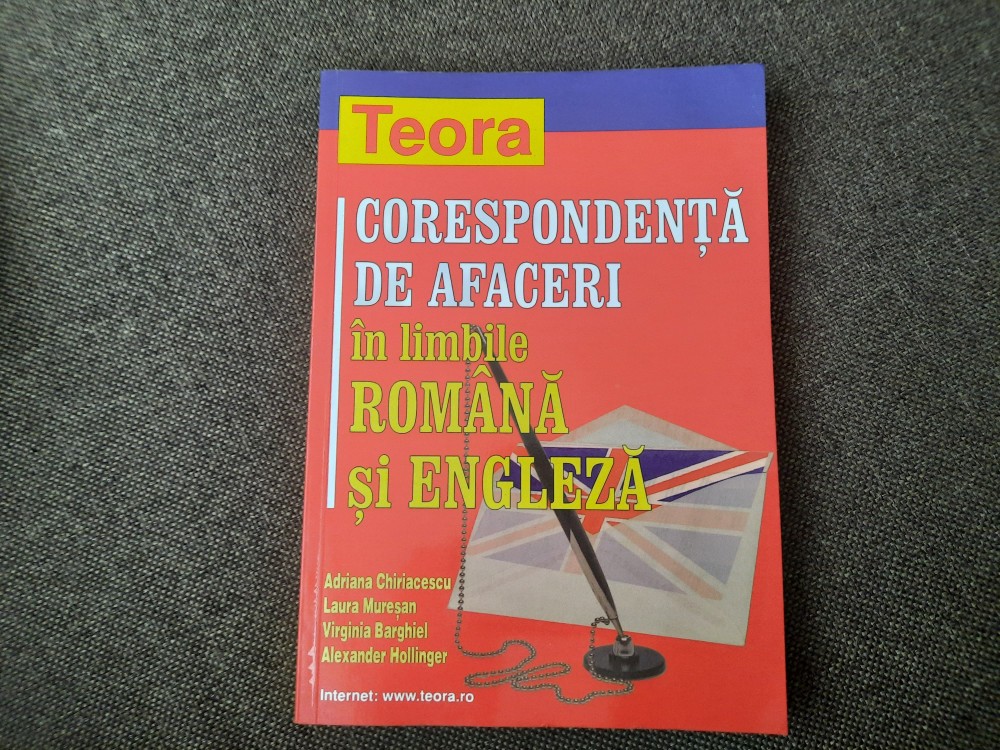 Teora
CORESPONDENȚĂ
DE AFACERI
în limbile
ROMÂNĂ
și ENGLEZĂ
Adriana Chiriacescu
Laura Mureșan
Virginia Barghiel
Alexander Hollinger
Internet: www.teora.ro